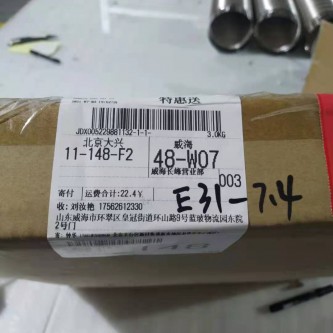 特惠送
JDX005229881132-1-1-
3.0KG
北京大兴
11-148-F2
威海
48-W07
威海长峰营业部
003
寄付 运费合计:22.4¥
E31-7.4
收:刘汝艳 17562612330
山东威海市环翠区皇冠街道环山路9号蓝玻物流园东院
2号门